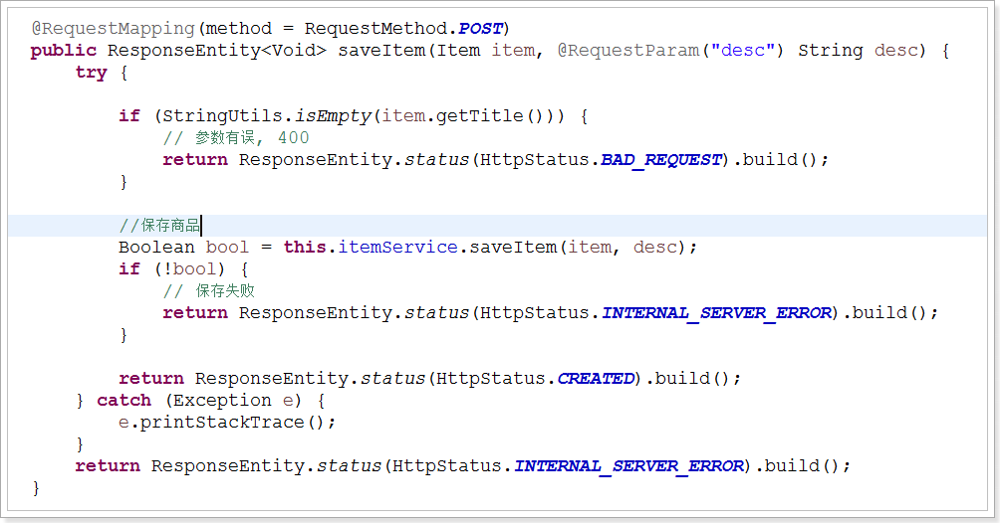 @RequestMapping(method = RequestMethod.POST)
public ResponseEntity<Void> saveItem(Item item, @RequestParam("desc") String desc) {
try {
if (StringUtils.isEmpty(item.getTitle())) {
// 参数有误, 400
return ResponseEntity.status(HttpStatus.BAD_REQUEST).build();
}
//保存商品
Boolean bool = this.itemService.saveItem(item, desc);
if (!bool) {
// 保存失败
return ResponseEntity.status(HttpStatus.INTERNAL_SERVER_ERROR).build();
}
return ResponseEntity.status(HttpStatus.CREATED).build();
} catch (Exception e) {
e.printStackTrace();
}
return ResponseEntity.status(HttpStatus.INTERNAL_SERVER_ERROR).build();
}